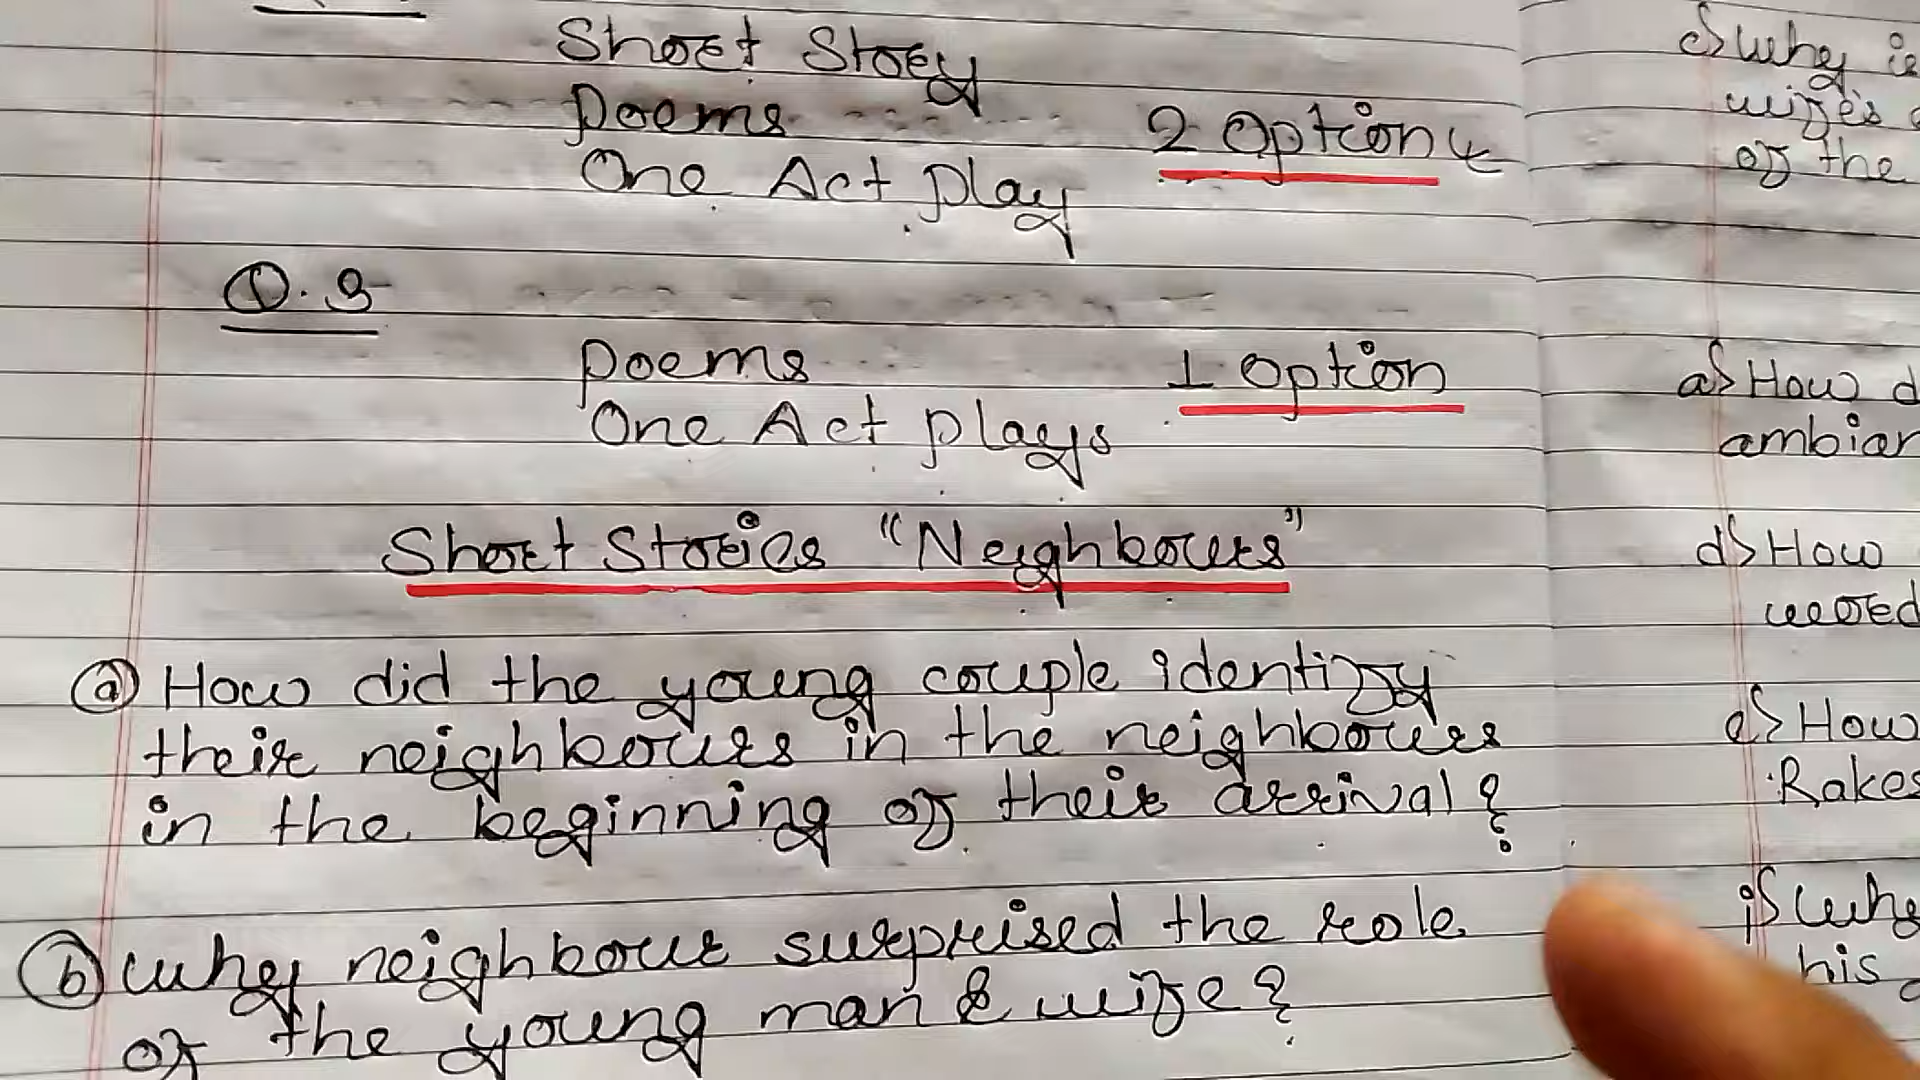 Short Story
Poems
One Act Play
2 Option
Q.3
Poems
1 Option
One Act Plays
Short Stories "Neighbours"
a) How did the young couple identify
their neighbours in the neighbours
in the beginning of their arrival?
b) Why neighbour surprised the role
of the young man & wife?
c) Why is
wife's
of the
a) How d
ambian
d) How
word
e) How
Rakes
Why
his